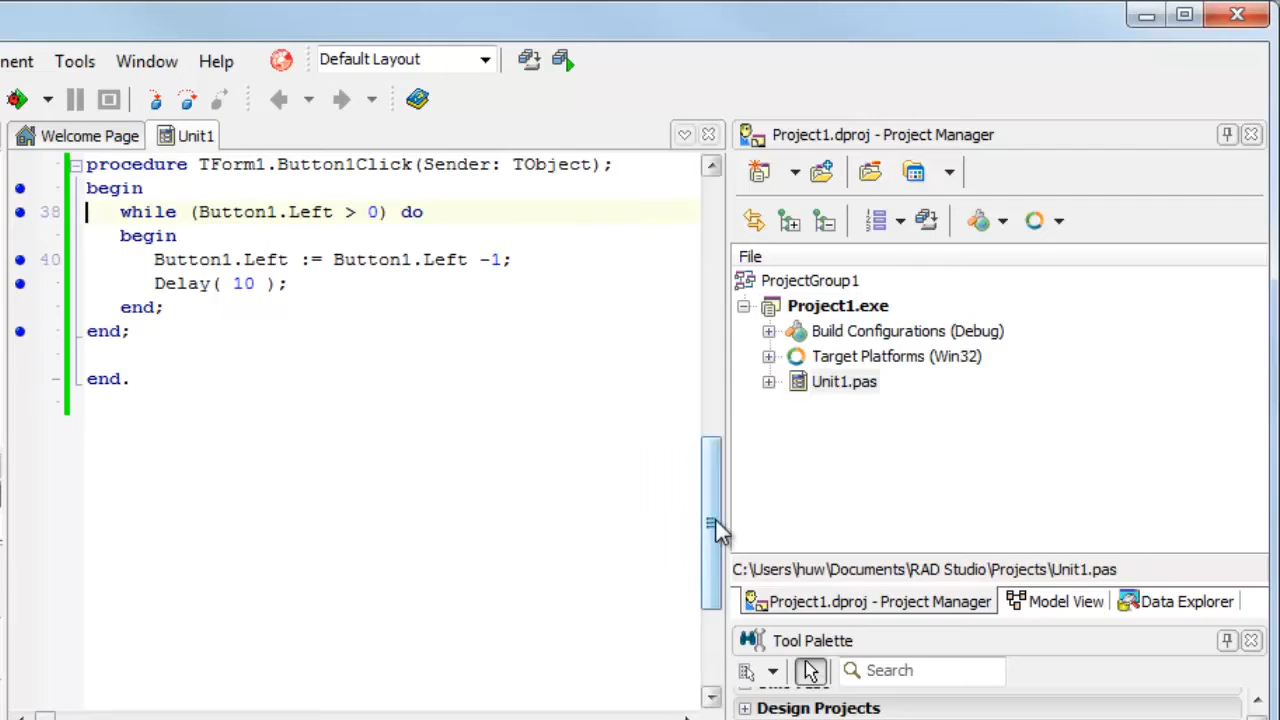 nent Tools Window Help Default Layout
Welcome Page Unit1
procedure TForm1.Button1Click(Sender: TObject);
begin
38 while (Button1.Left > 0) do
begin
40 Button1.Left := Button1.Left -1;
Delay( 10 );
end;
end;
end.
Project1.dproj - Project Manager
File
ProjectGroup1
Project1.exe
Build Configurations (Debug)
Target Platforms (Win32)
Unit1.pas
C:\Users\huw\Documents\RAD Studio\Projects\Unit1.pas
Project1.dproj - Project Manager Model View Data Explorer
Tool Palette
Search
Design Projects